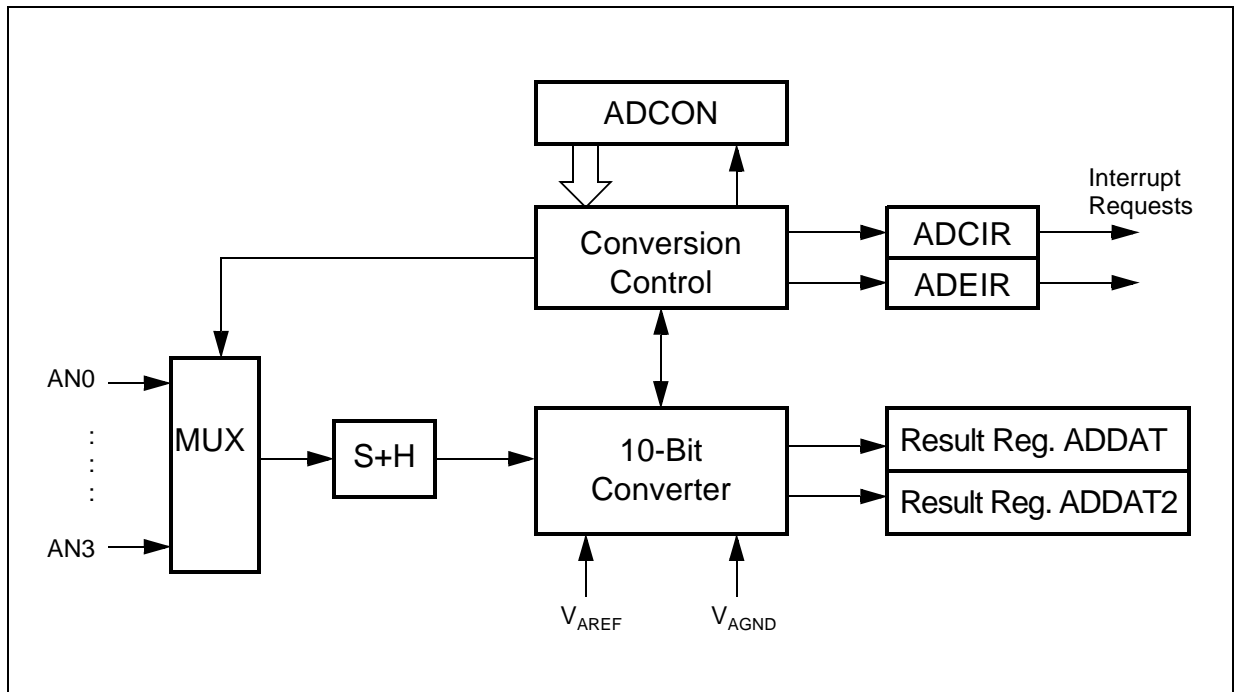 ADCON
Interrupt
Requests
Conversion
Control
ADCIR
ADEIR
AN0
:
:
:
AN3
MUX
S+H
10-Bit
Converter
Result Reg. ADDAT
Result Reg. ADDAT2
VAREF
VAGND